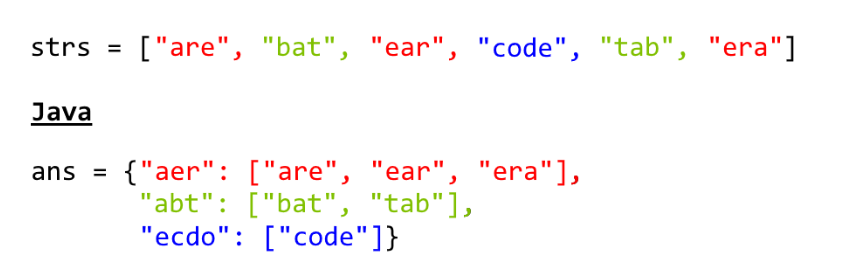 strs = ["are", "bat", "ear", "code", "tab", "era"]
Java
ans = {"aer": ["are", "ear", "era"],
"abt": ["bat", "tab"],
"ecdo": ["code"]}